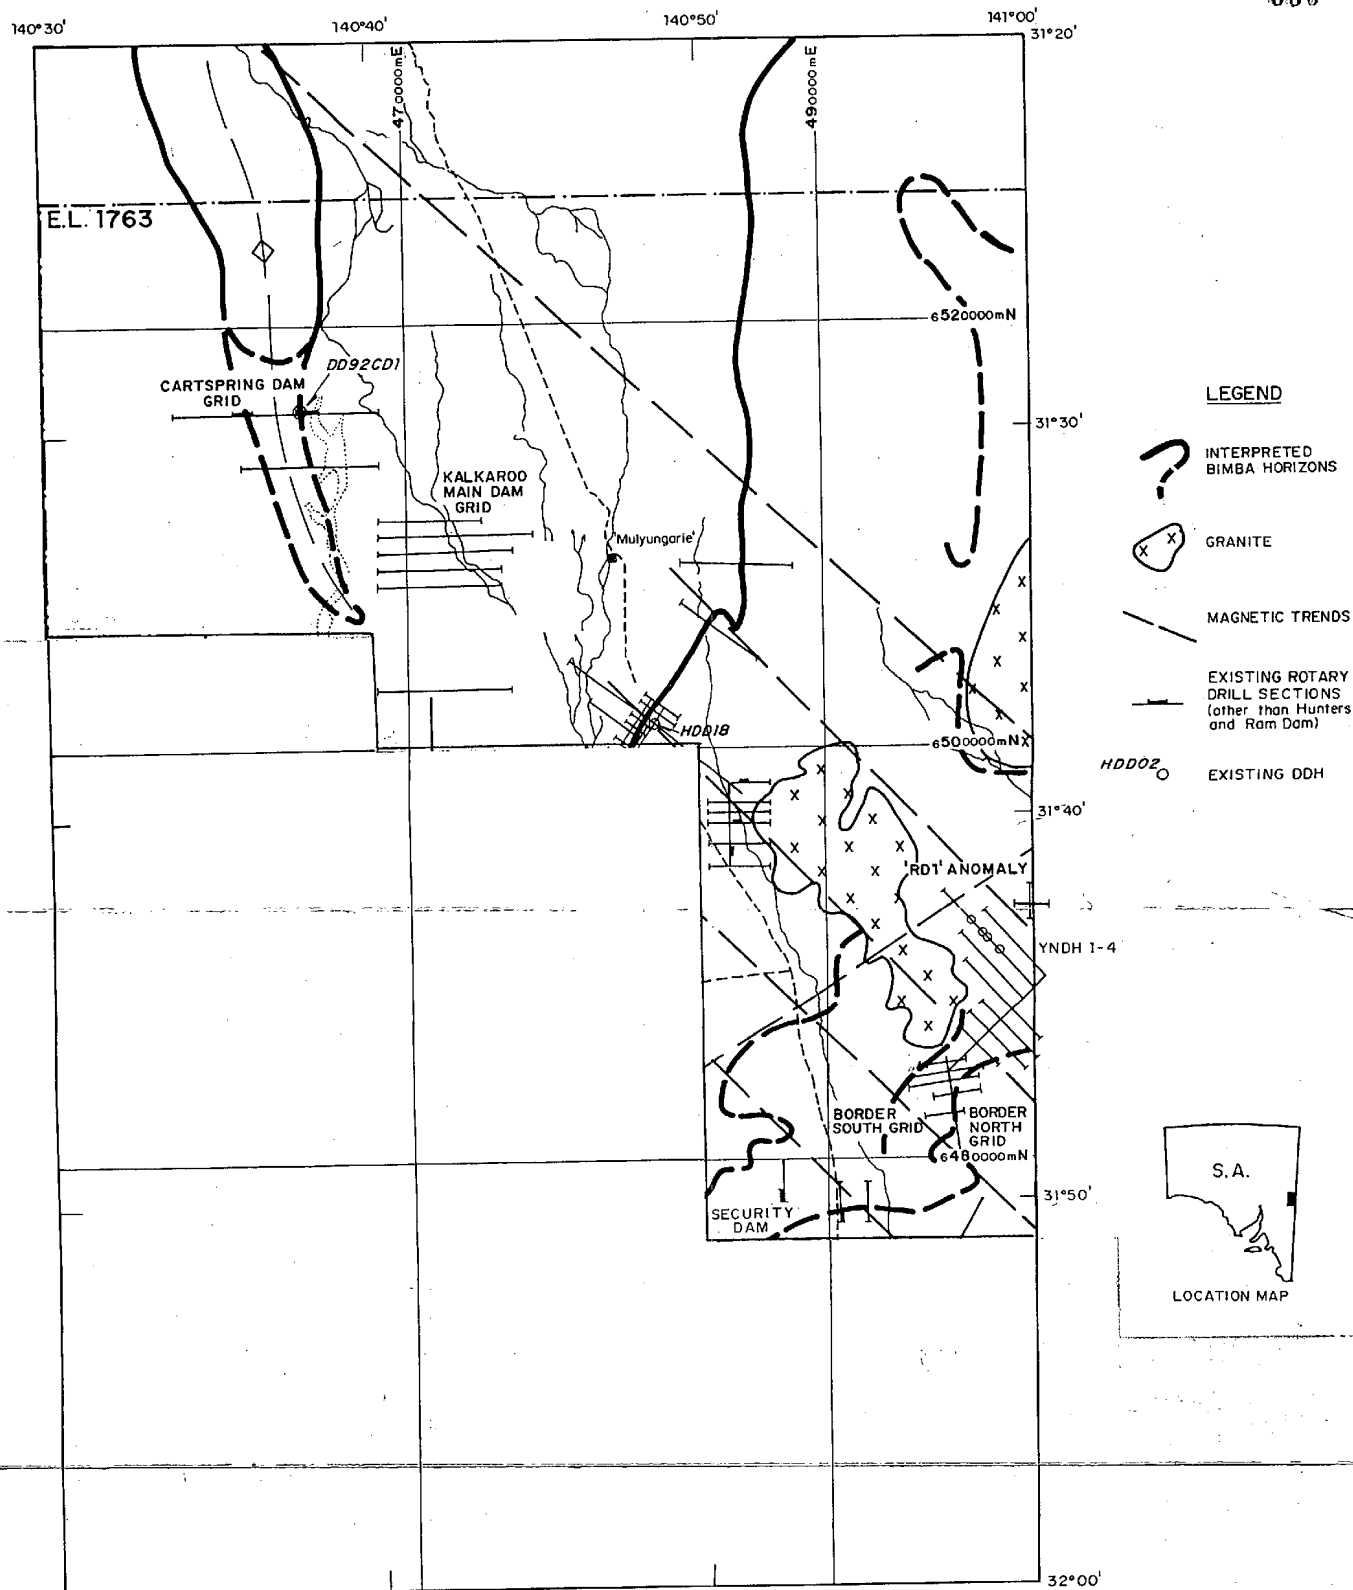 140°30'
140°40'
140°50'
141°00'
31°20'
470000mE
490000mE
E.L. 1763
6520000mN
DD92CD1
CARTSPRING DAM
GRID
31°30'
KALKAROO
MAIN DAM
GRID
'Mulyungarie'
HDD18
6500000mN
31°40'
'RD1' ANOMALY
YNDH 1-4
BORDER
SOUTH GRID
BORDER
NORTH
GRID
6480000mN
31°50'
SECURITY
DAM
32°00'
LEGEND
INTERPRETED
BIMBA HORIZONS
x x
GRANITE
MAGNETIC TRENDS
EXISTING ROTARY
DRILL SECTIONS
(other than Hunters
and Ram Dam)
HDD02
EXISTING DDH
S.A.
LOCATION MAP